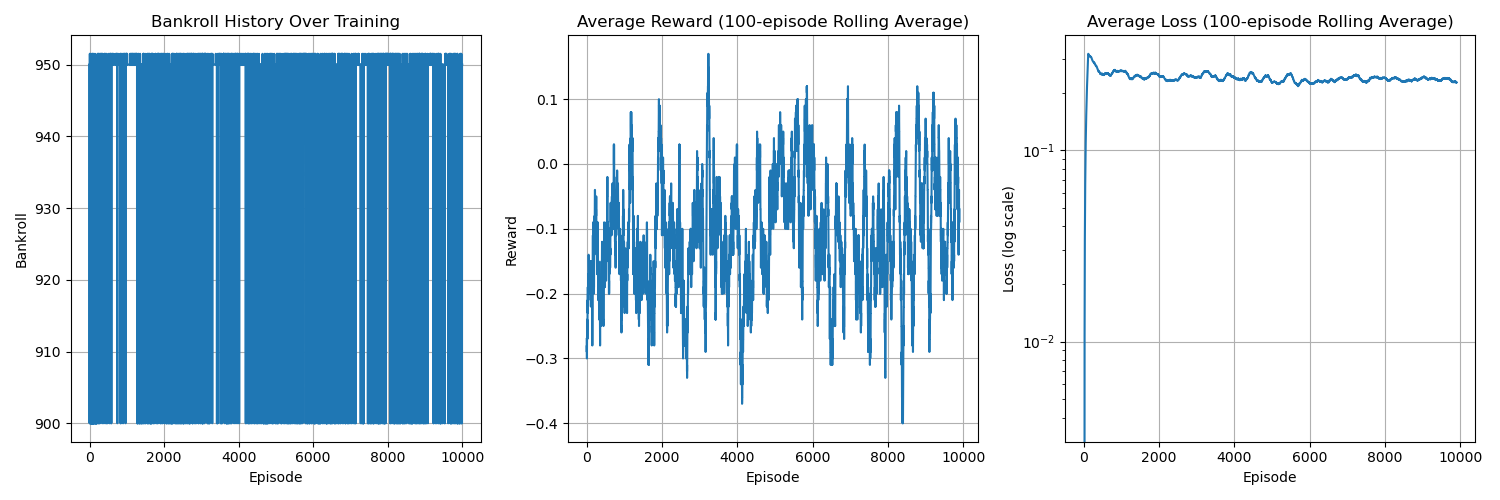 Bankroll History Over Training
Bankroll
950
940
930
920
910
900
0 2000 4000 6000 8000 10000
Episode
Average Reward (100-episode Rolling Average)
Reward
0.1
0.0
−0.1
−0.2
−0.3
−0.4
0 2000 4000 6000 8000 10000
Episode
Average Loss (100-episode Rolling Average)
Loss (log scale)
10⁻¹
10⁻²
0 2000 4000 6000 8000 10000
Episode